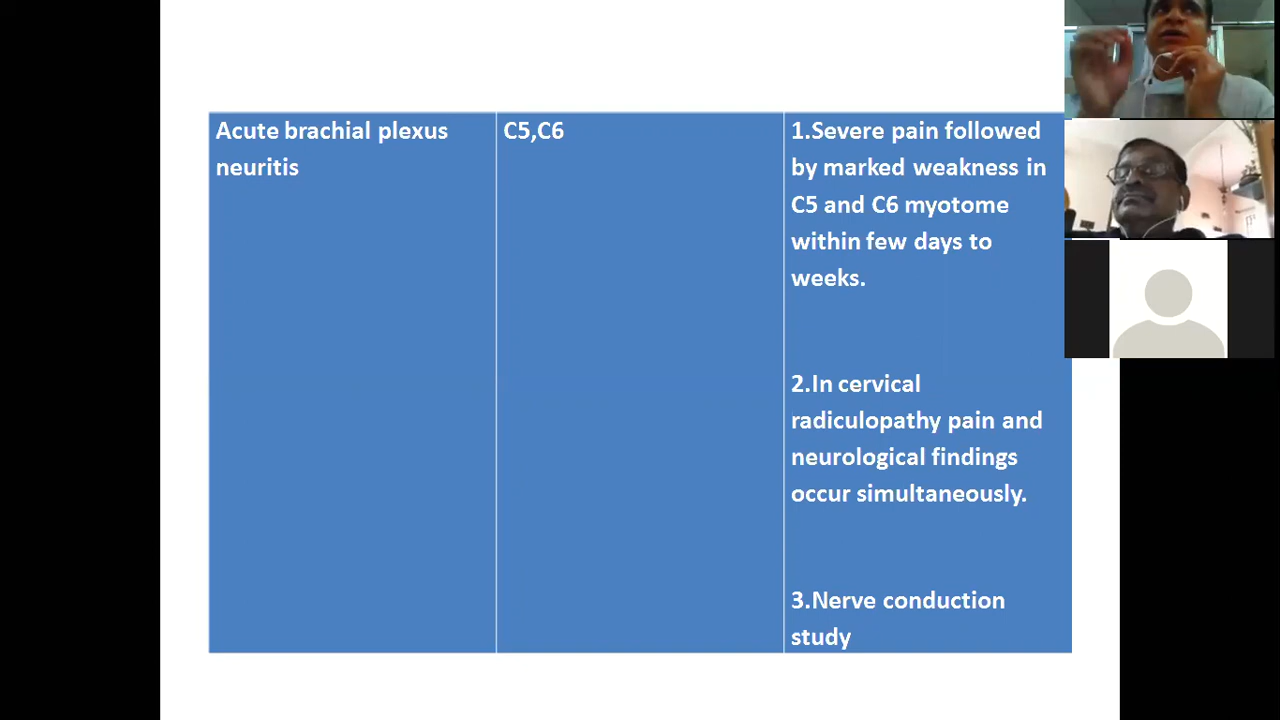 Acute brachial plexus
neuritis
C5,C6
1.Severe pain followed
by marked weakness in
C5 and C6 myotome
within few days to
weeks.
2.In cervical
radiculopathy pain and
neurological findings
occur simultaneously.
3.Nerve conduction
study